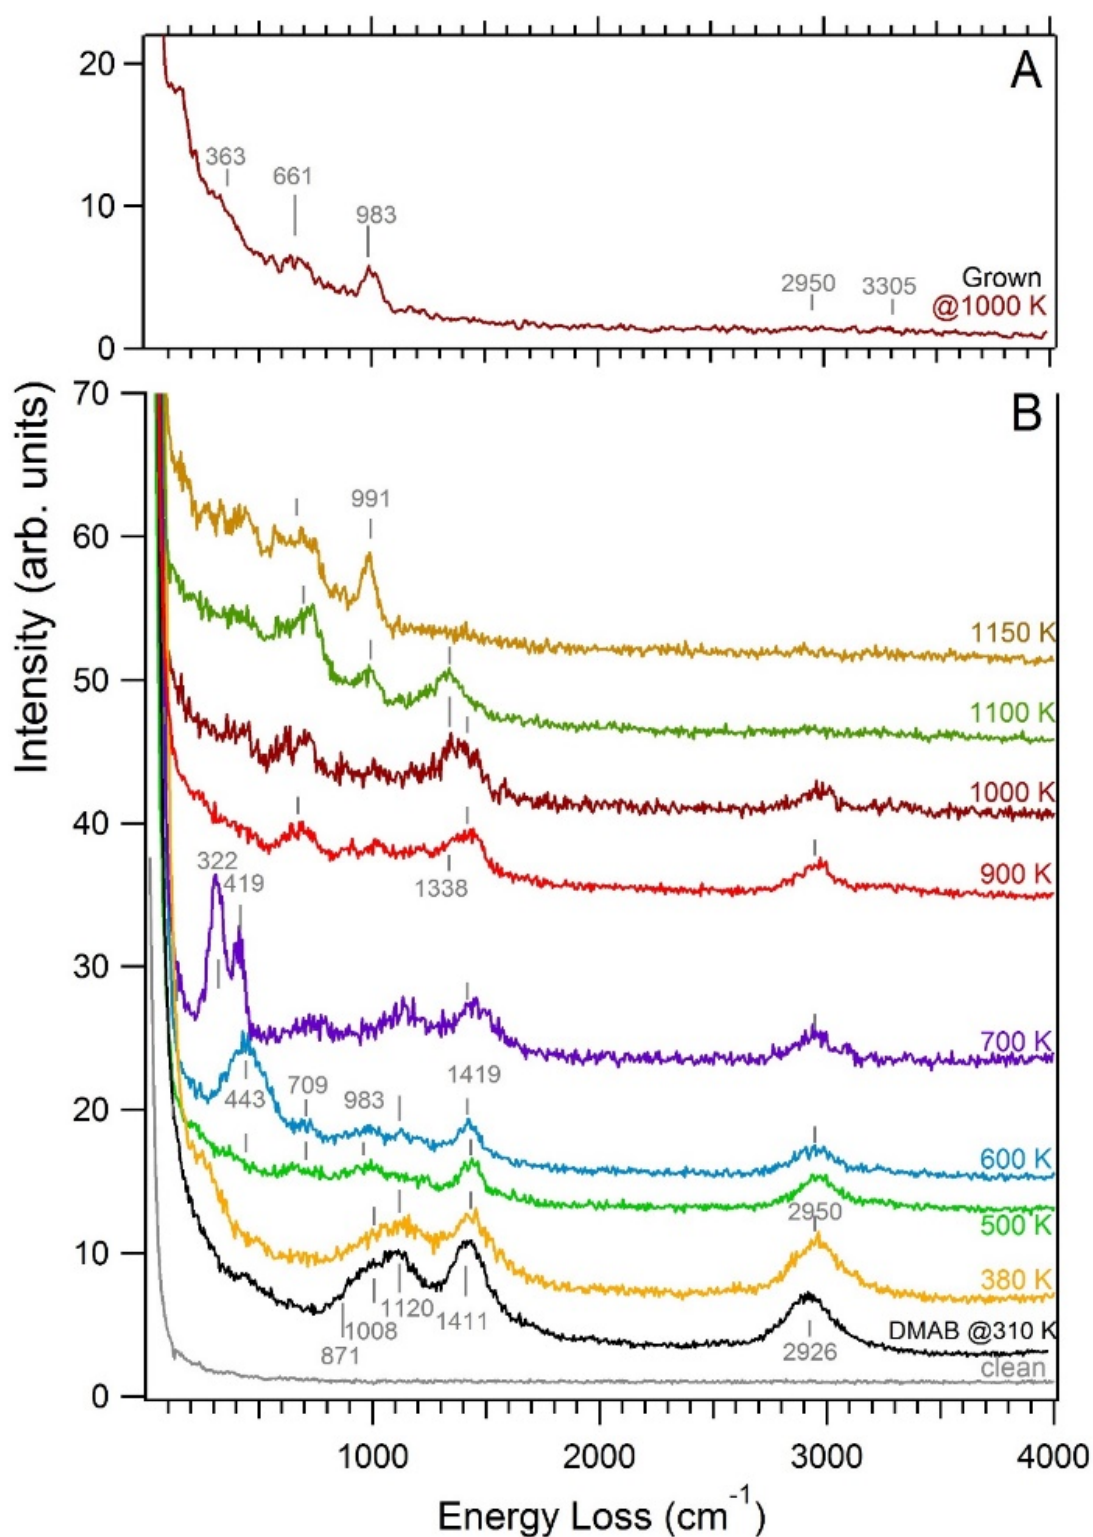 A
20
363
661
983
10
2950
3305
Grown
@1000 K
0
Intensity (arb. units)
70
B
991
60
1150 K
50
1100 K
1000 K
40
322
419
1338
900 K
30
700 K
1419
443
709
983
20
600 K
500 K
2950
10
380 K
1120
1008
1411
871
DMAB @310 K
2926
clean
0
1000
2000
3000
4000
Energy Loss (cm-1)